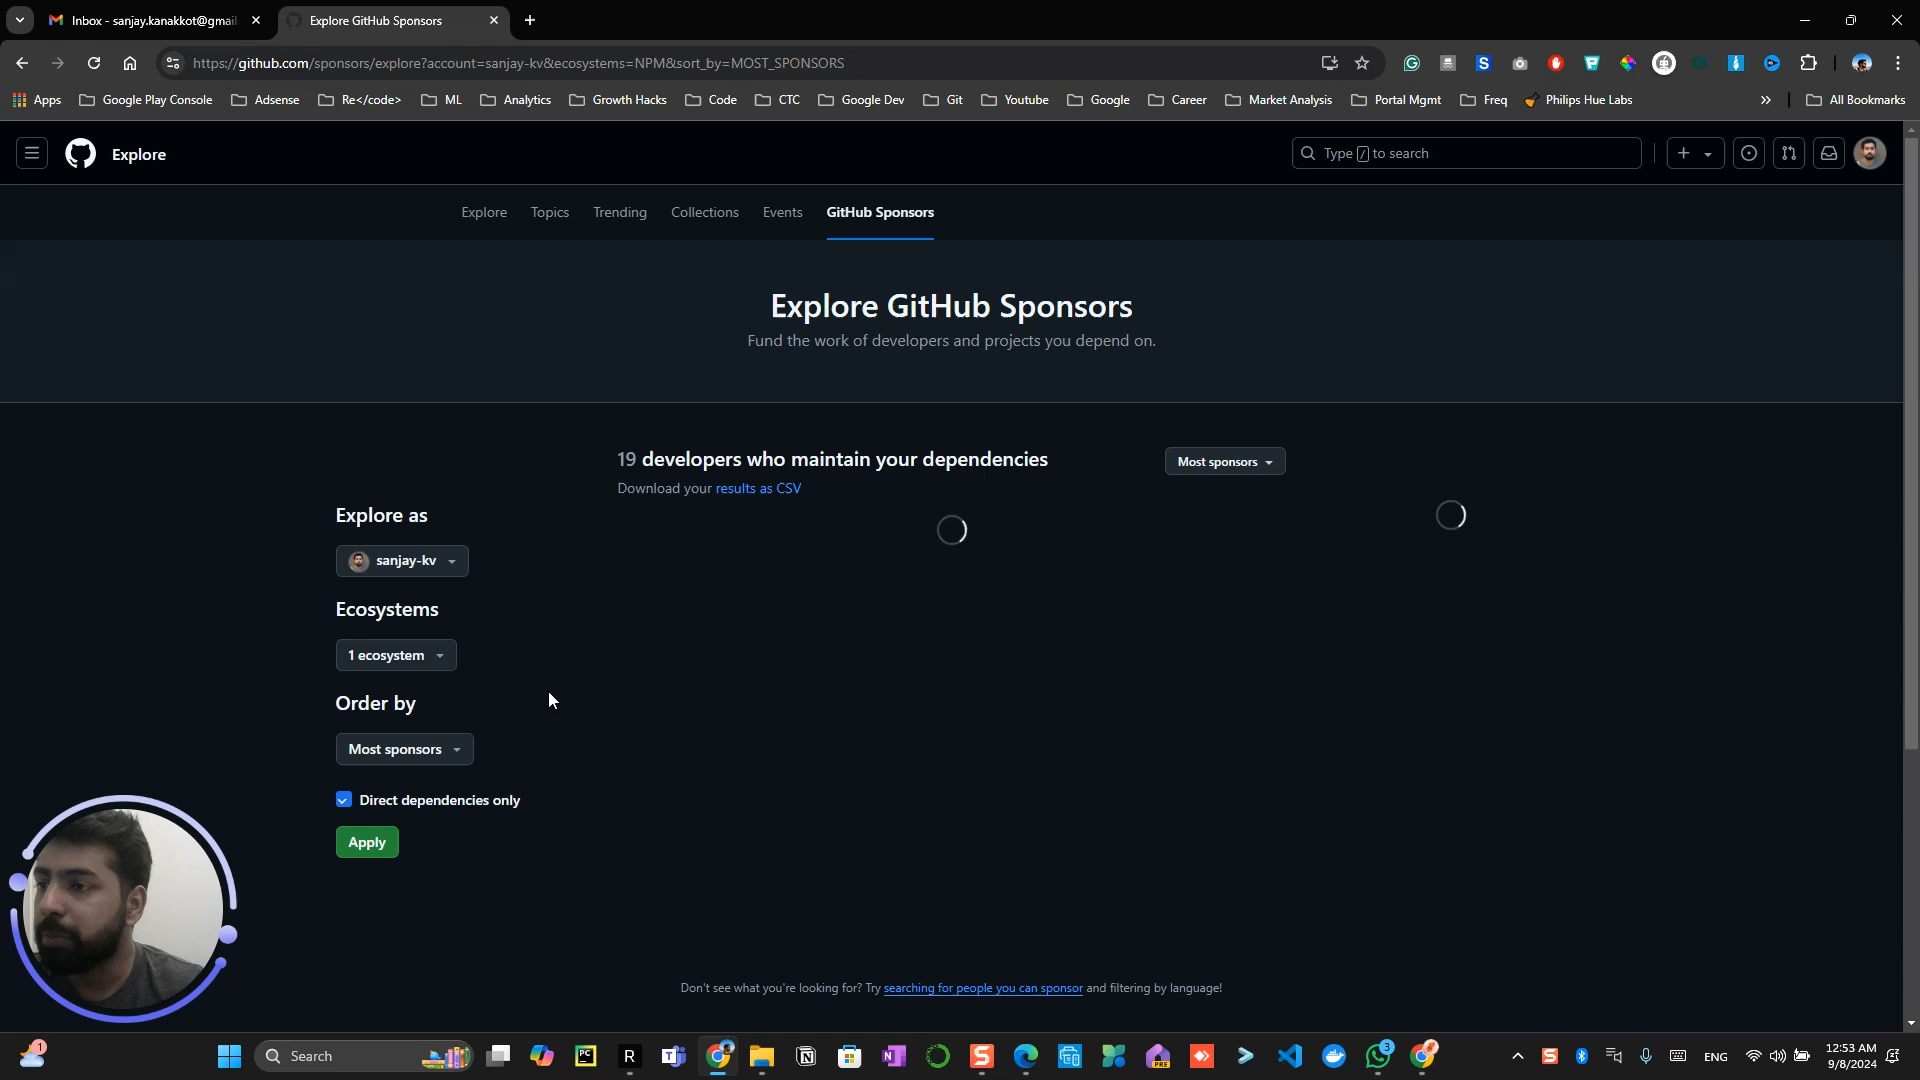 Inbox - sanjay.kanakkot@gmail
Explore GitHub Sponsors
https://github.com/sponsors/explore?account=sanjay-kv&ecosystems=NPM&sort_by=MOST_SPONSORS
Apps
Google Play Console
Adsense
Re</code>
ML
Analytics
Growth Hacks
Code
CTC
Google Dev
Git
Youtube
Google
Career
Market Analysis
Portal Mgmt
Freq
Philips Hue Labs
All Bookmarks
Explore
Type / to search
Explore
Topics
Trending
Collections
Events
GitHub Sponsors
Explore GitHub Sponsors
Fund the work of developers and projects you depend on.
19 developers who maintain your dependencies
Most sponsors
Download your results as CSV
Explore as
sanjay-kv
Ecosystems
1 ecosystem
Order by
Most sponsors
Direct dependencies only
Apply
Don't see what you're looking for? Try searching for people you can sponsor and filtering by language!
1
Search
PC
R
N
S
PRE
3
ENG
12:53 AM
9/8/2024